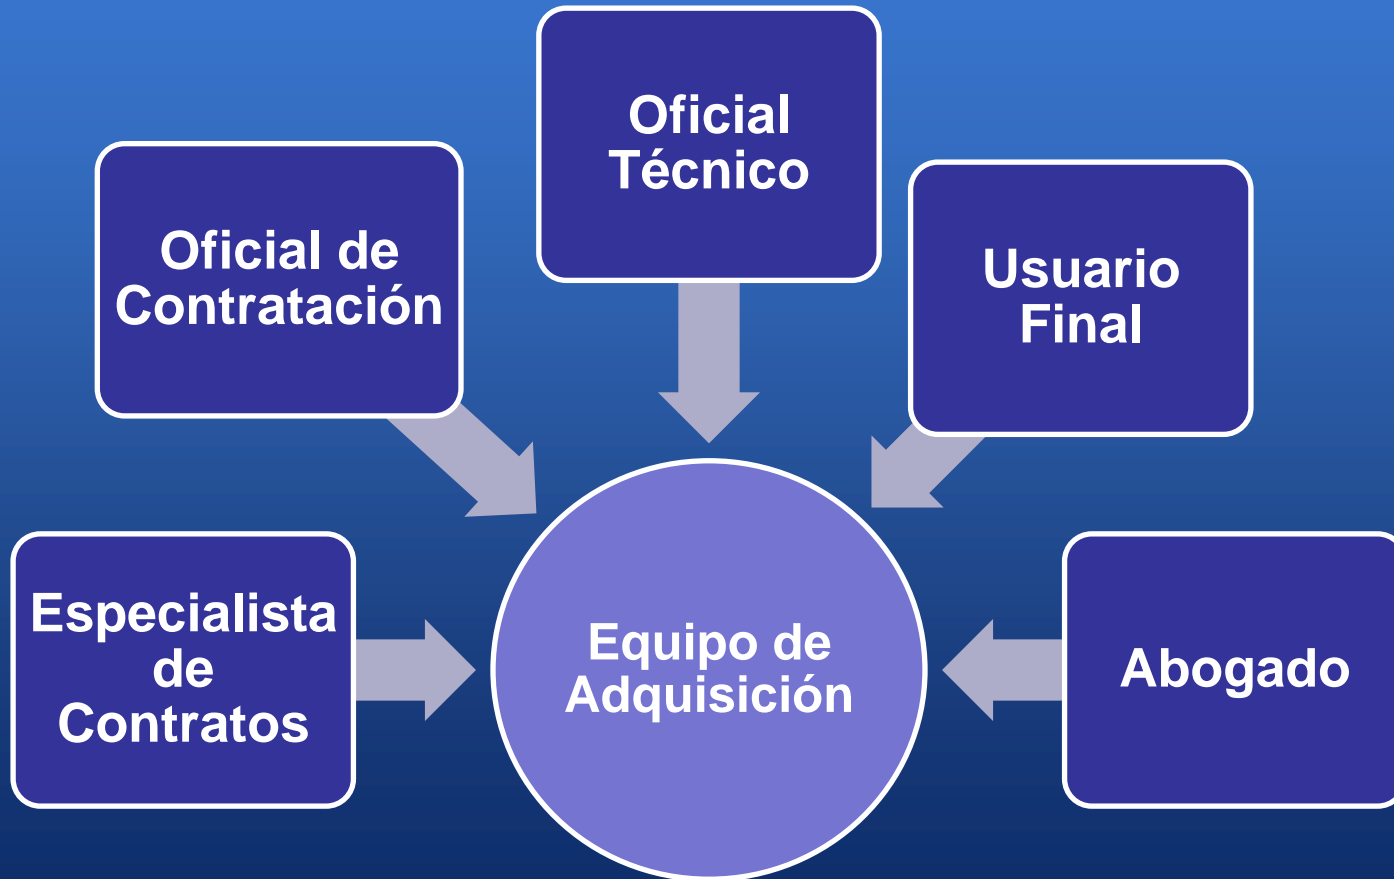 Oficial
Técnico
Oficial de
Contratación
Usuario
Final
Especialista
de
Contratos
Equipo de
Adquisición
Abogado